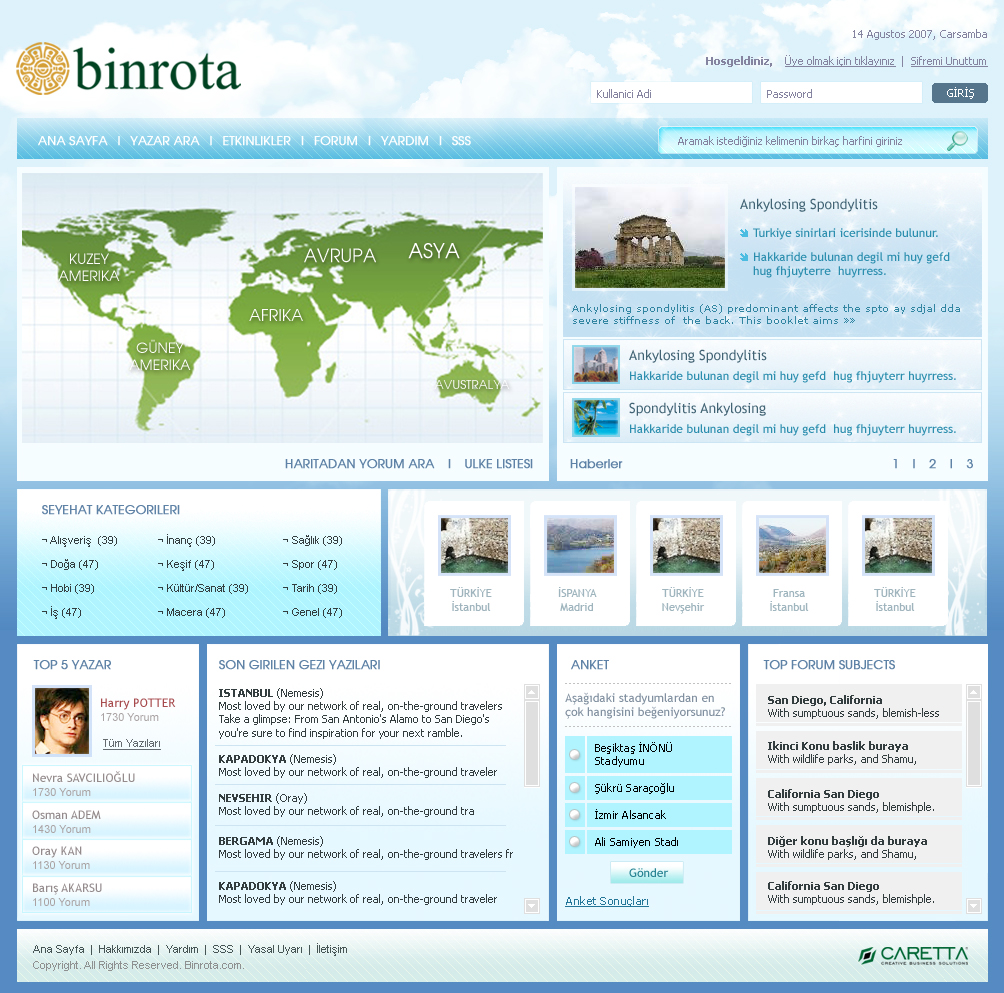 14 Agustos 2007, Carsamba
binrota
Hosgeldiniz, Üye olmak için tıklayınız | Sifremi Unuttum
Kullanici Adi
Password
GİRİŞ
ANA SAYFA | YAZAR ARA | ETKINLIKLER | FORUM | YARDIM | SSS
Aramak istediğiniz kelimenin birkaç harfini giriniz
KUZEY
AMERIKA
AVRUPA
ASYA
AFRIKA
GÜNEY
AMERIKA
AVUSTRALYA
HARITADAN YORUM ARA | ULKE LISTESI
Ankylosing Spondylitis
Turkiye sinirlari icerisinde bulunur.
Hakkaride bulunan degil mi huy gefd
hug fhjuyterre huyrress.
Ankylosing spondylitis (AS) predominant affects the spto ay sdjal dda
severe stiffness of the back. This booklet aims »»
Ankylosing Spondylitis
Hakkaride bulunan degil mi huy gefd hug fhjuyterr huyrress.
Spondylitis Ankylosing
Hakkaride bulunan degil mi huy gefd hug fhjuyterr huyrress.
Haberler
1 | 2 | 3
SEYEHAT KATEGORILERI
¬ Alışveriş (39)
¬ İnanç (39)
¬ Sağlık (39)
¬ Doğa (47)
¬ Keşif (47)
¬ Spor (47)
¬ Hobi (39)
¬ Kültür/Sanat (39)
¬ Tarih (39)
¬ İş (47)
¬ Macera (47)
¬ Genel (47)
TÜRKİYE
İstanbul
İSPANYA
Madrid
TÜRKİYE
Nevşehir
Fransa
İstanbul
TÜRKİYE
İstanbul
TOP 5 YAZAR
Harry POTTER
1730 Yorum
Tüm Yazıları
Nevra SAVCILIOĞLU
1730 Yorum
Osman ADEM
1430 Yorum
Oray KAN
1130 Yorum
Barış AKARSU
1100 Yorum
SON GIRILEN GEZI YAZILARI
ISTANBUL (Nemesis)
Most loved by our network of real, on-the-ground travelers
Take a glimpse: From San Antonio's Alamo to San Diego's
you're sure to find inspiration for your next ramble.
KAPADOKYA (Nemesis)
Most loved by our network of real, on-the-ground traveler
NEVSEHIR (Oray)
Most loved by our network of real, on-the-ground tra
BERGAMA (Nemesis)
Most loved by our network of real, on-the-ground travelers fr
KAPADOKYA (Nemesis)
Most loved by our network of real, on-the-ground traveler
ANKET
Aşağıdaki stadyumlardan en
çok hangisini beğeniyorsunuz?
Beşiktaş İNÖNÜ
Stadyumu
Şükrü Saraçoğlu
İzmir Alsancak
Ali Samiyen Stadı
Gönder
Anket Sonuçları
TOP FORUM SUBJECTS
San Diego, California
With sumptuous sands, blemish-less
Ikinci Konu baslik buraya
With wildlife parks, and Shamu,
California San Diego
With sumptuous sands, blemishple.
Diğer konu başlığı da buraya
With wildlife parks, and Shamu,
California San Diego
With sumptuous sands, blemishple.
Ana Sayfa | Hakkımızda | Yardım | SSS | Yasal Uyarı | İletişim
Copyright. All Rights Reserved. Binrota.com.
CARETTA
CREATIVE BUSINESS SOLUTIONS